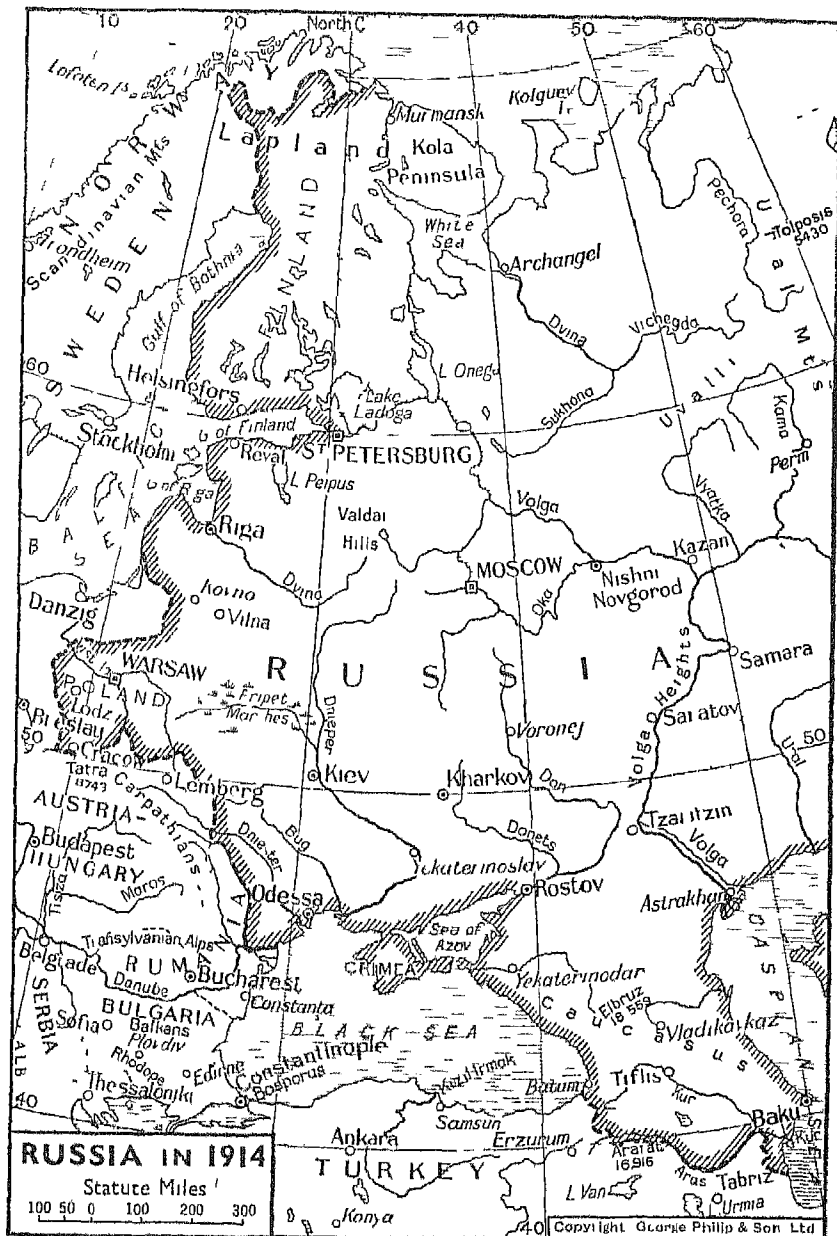 10
20
North C.
40
50
60
Lofoten Is
NORWAY
Murmansk
Kolguev
I.
Lapland
Kola
Peninsula
Pechora
Ural Mts
Tolposis
5430
Scandinavian Mts
Trondheim
SWEDEN
Gulf of Bothnia
FINLAND
White
Sea
Archangel
Dvina
Vichegda
60
Helsingfors
Lake
Ladoga
L Onega
Sukhona
Uvalli
Kama
Perm
Stockholm
G of Finland
Reval
ST PETERSBURG
G of Riga
L Peipus
BALTIC
SEA
Riga
Valdai
Hills
Volga
Vyatka
Kazan
Dvina
MOSCOW
Oka
Nishni
Novgorod
Kovno
Vilna
Danzig
RUSSIA
Volga Heights
Samara
WARSAW
POLAND
Lodz
Pripet
Marshes
Dnieper
Voronej
Saratov
Ural
50
Breslau
Cracow
50
Tatra
8743
Carpathians
Lemberg
Kiev
Kharkov
Don
Donets
Tzaritzin
Volga
AUSTRIA-
HUNGARY
Budapest
Dniester
Bug
Yekaterinoslav
Tisza
Maros
Odessa
Rostov
Astrakhan
Sea of
Azov
CASPIAN SEA
Transylvanian Alps
Belgrade
RUMANIA
Bucharest
CRIMEA
Yekaterinodar
Danube
Constanta
Caucasus
Elbruz
18 559
Vladikavkaz
SERBIA
BULGARIA
Sofia
Balkans
Plovdiv
BLACK SEA
ALB
Rhodope
Edirne
Constantinople
Bosporus
Yezil Irmak
Batum
Tiflis
Kur
Thessaloniki
40
Samsun
Baku
Kur
Ankara
Erzurum
Ararat
16,916
Aras
Tabriz
TURKEY
L Van
Urmia
Konya
40
RUSSIA IN 1914
Statute Miles
100 50 0 100 200 300
Copyright George Philip & Son Ltd